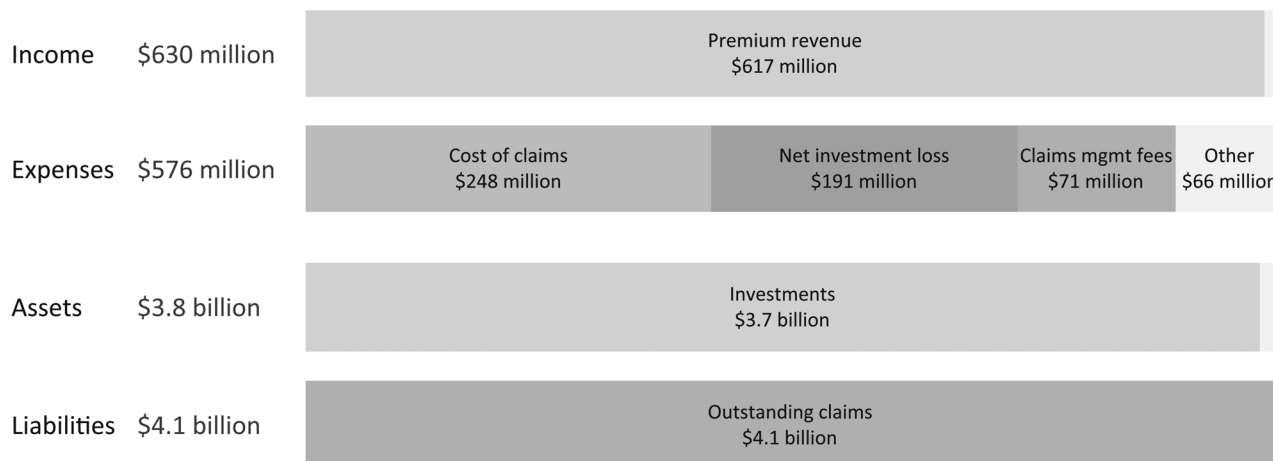 Income $630 million
Premium revenue
$617 million
Expenses $576 million
Cost of claims
$248 million
Net investment loss
$191 million
Claims mgmt fees
$71 million
Other
$66 million
Assets $3.8 billion
Investments
$3.7 billion
Liabilities $4.1 billion
Outstanding claims
$4.1 billion